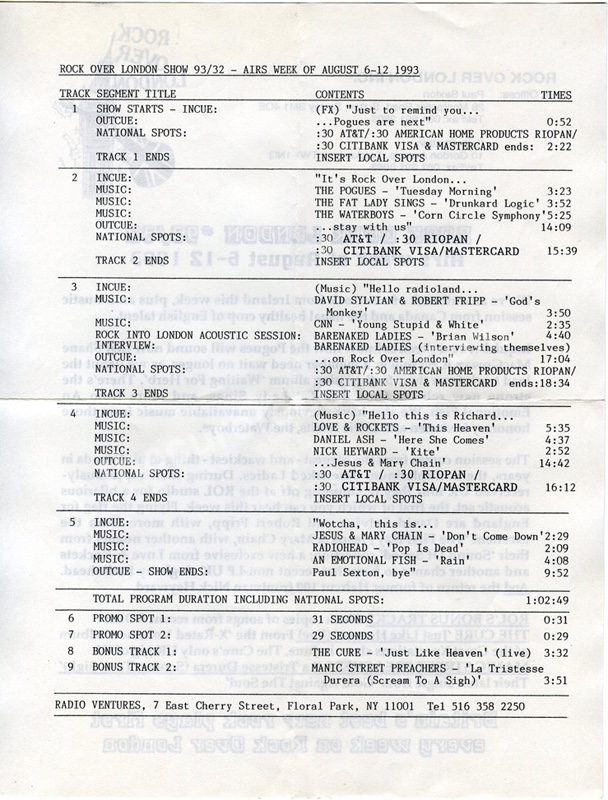 ROCK OVER LONDON SHOW 93/32 - AIRS WEEK OF AUGUST 6-12 1993
TRACK SEGMENT TITLE CONTENTS TIMES
1 SHOW STARTS - INCUE: (FX) "Just to remind you...
OUTCUE: ...Pogues are next" 0:52
NATIONAL SPOTS: :30 AT&T/:30 AMERICAN HOME PRODUCTS RIOPAN/
:30 CITIBANK VISA & MASTERCARD ends: 2:22
TRACK 1 ENDS INSERT LOCAL SPOTS
2 INCUE: "It's Rock Over London...
MUSIC: THE POGUES - 'Tuesday Morning' 3:23
MUSIC: THE FAT LADY SINGS - 'Drunkard Logic' 3:52
MUSIC: THE WATERBOYS - 'Corn Circle Symphony' 5:25
OUTCUE: ...stay with us" 14:09
NATIONAL SPOTS: :30 AT&T / :30 RIOPAN /
:30 CITIBANK VISA/MASTERCARD 15:39
TRACK 2 ENDS INSERT LOCAL SPOTS
3 INCUE: (Music) "Hello radioland...
MUSIC: DAVID SYLVIAN & ROBERT FRIPP - 'God's
Monkey' 3:50
MUSIC: CNN - 'Young Stupid & White' 2:35
ROCK INTO LONDON ACOUSTIC SESSION: BARENAKED LADIES - 'Brian Wilson' 4:40
INTERVIEW: BARENAKED LADIES (interviewing themselves)
OUTCUE: ...on Rock Over London" 17:04
NATIONAL SPOTS: :30 AT&T/:30 AMERICAN HOME PRODUCTS RIOPAN/
:30 CITIBANK VISA & MASTERCARD ends:18:34
TRACK 3 ENDS INSERT LOCAL SPOTS
4 INCUE: (Music) "Hello this is Richard...
MUSIC: LOVE & ROCKETS - 'This Heaven' 5:35
MUSIC: DANIEL ASH - 'Here She Comes' 4:37
MUSIC: NICK HEYWARD - 'Kite' 2:52
OUTCUE: ...Jesus & Mary Chain' 14:42
NATIONAL SPOTS: :30 AT&T / :30 RIOPAN /
:30 CITIBANK VISA/MASTERCARD 16:12
TRACK 4 ENDS INSERT LOCAL SPOTS
5 INCUE: "Wotcha, this is...
MUSIC: JESUS & MARY CHAIN - 'Don't Come Down' 2:29
MUSIC: RADIOHEAD - 'Pop Is Dead' 2:09
MUSIC: AN EMOTIONAL FISH - 'Rain' 4:08
OUTCUE - SHOW ENDS: Paul Sexton, bye" 9:52
TOTAL PROGRAM DURATION INCLUDING NATIONAL SPOTS: 1:02:49
6 PROMO SPOT 1: 31 SECONDS 0:31
7 PROMO SPOT 2: 29 SECONDS 0:29
8 BONUS TRACK 1: THE CURE - 'Just Like Heaven' (live) 3:32
9 BONUS TRACK 2: MANIC STREET PREACHERS - 'La Tristesse
Durera (Scream To A Sigh)' 3:51
RADIO VENTURES, 7 East Cherry Street, Floral Park, NY 11001 Tel 516 358 2250